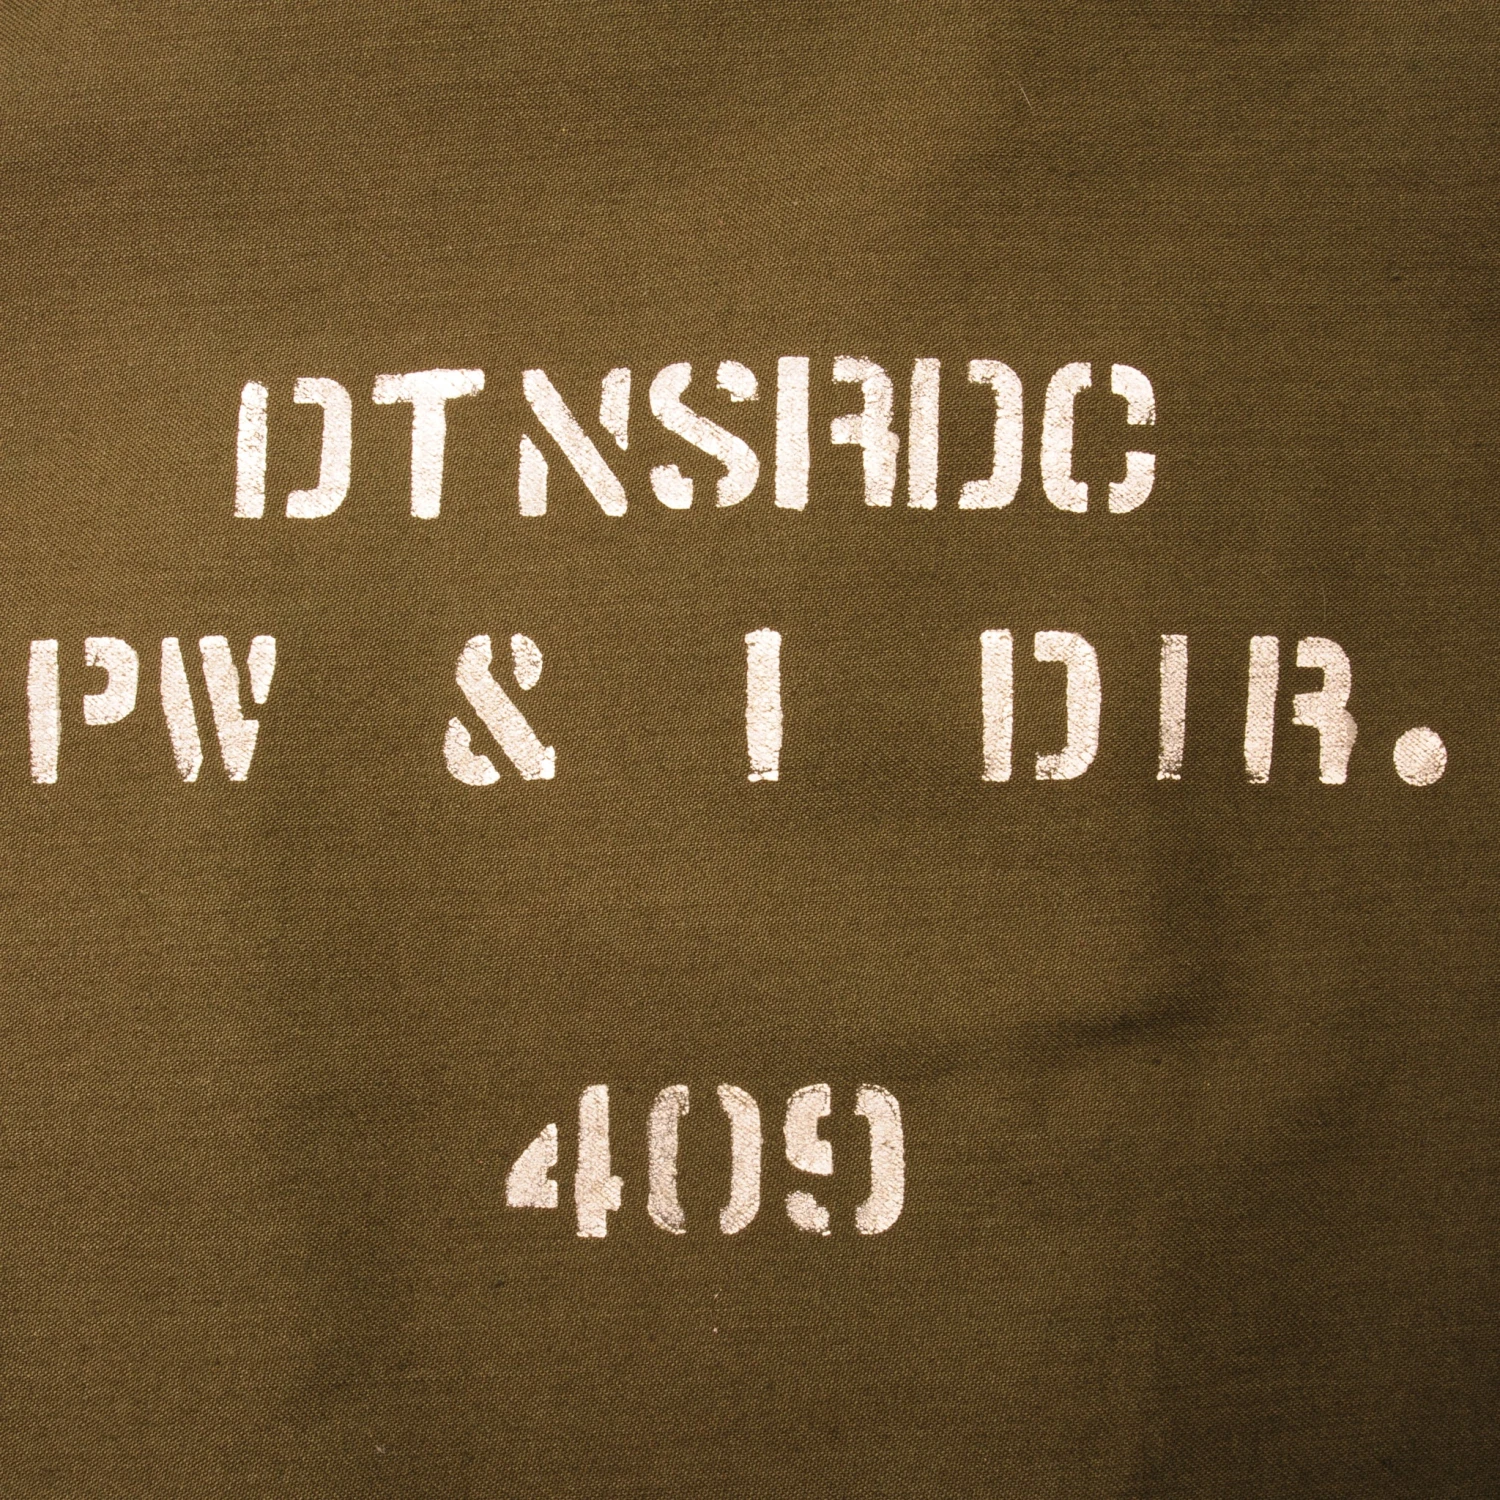 DTNSRDC
PW & I DIR.
409